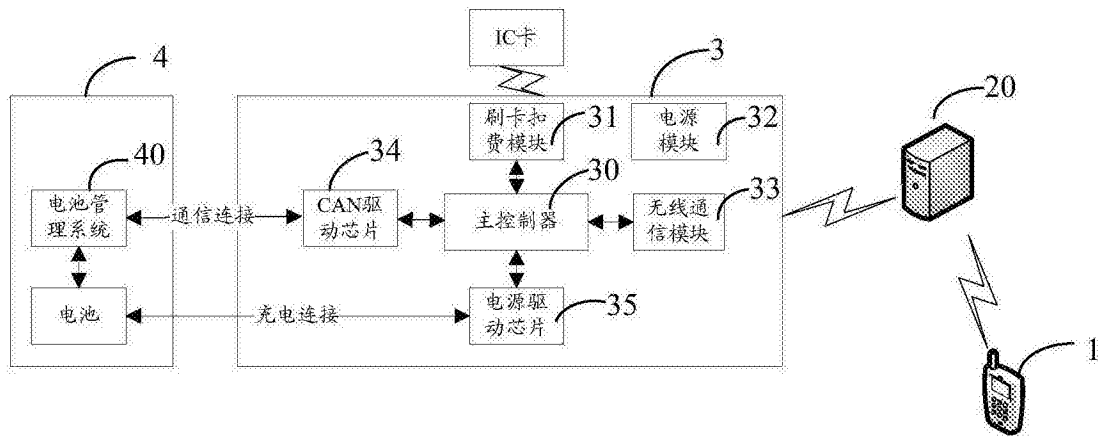 IC卡
4
3
20
刷卡扣
费模块
31
电源
模块
32
40
34
30
33
电池管
理系统
通信连接
CAN驱
动芯片
主控制器
无线通
信模块
电池
充电连接
电源驱
动芯片
35
1